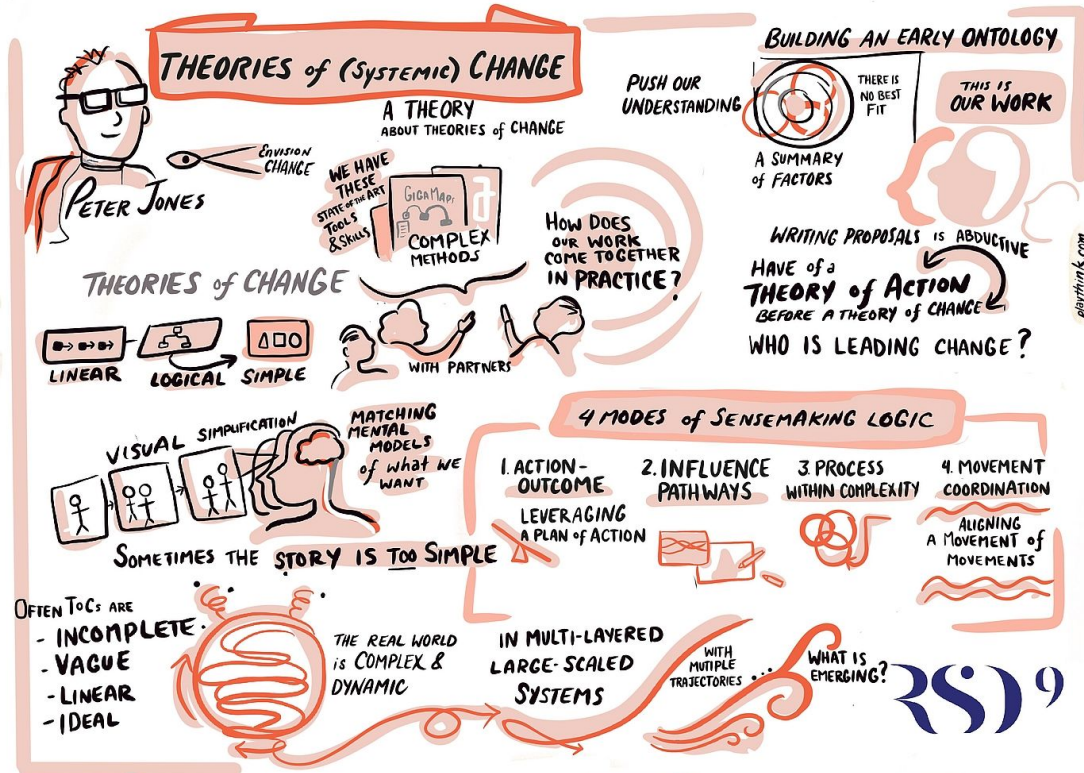 THEORIES of (SYSTEMIC) CHANGE
A THEORY
ABOUT THEORIES of CHANGE
ENVISION
CHANGE
PETER JONES
WE HAVE
THESE
STATE OF THE ART
TOOLS
& SKILLS
GIGAMAPS
COMPLEX
METHODS
HOW DOES
OUR WORK
COME TOGETHER
IN PRACTICE?
WITH PARTNERS
THEORIES of CHANGE
LINEAR
LOGICAL
SIMPLE
VISUAL SIMPLIFICATION
MATCHING
MENTAL
MODELS
of what we
WANT
SOMETIMES THE STORY IS TOO SIMPLE
OFTEN TOCs ARE
- INCOMPLETE
- VAGUE
- LINEAR
- IDEAL
THE REAL WORLD
is COMPLEX &
DYNAMIC
IN MULTI-LAYERED
LARGE-SCALED
SYSTEMS
WITH
MUTIPLE
TRAJECTORIES ...
WHAT IS
EMERGING?
BUILDING AN EARLY ONTOLOGY
PUSH OUR
UNDERSTANDING
THERE IS
NO BEST
FIT
A SUMMARY
of FACTORS
THIS IS
OUR WORK
WRITING PROPOSALS IS ABDUCTIVE
HAVE of a
THEORY of ACTION
BEFORE A THEORY of CHANGE
WHO IS LEADING CHANGE?
playthink.com
4 MODES of SENSEMAKING LOGIC
1. ACTION-
OUTCOME
LEVERAGING
A PLAN of ACTION
2. INFLUENCE
PATHWAYS
3. PROCESS
WITHIN COMPLEXITY
4. MOVEMENT
COORDINATION
ALIGNING
A MOVEMENT of
MOVEMENTS
RSD9